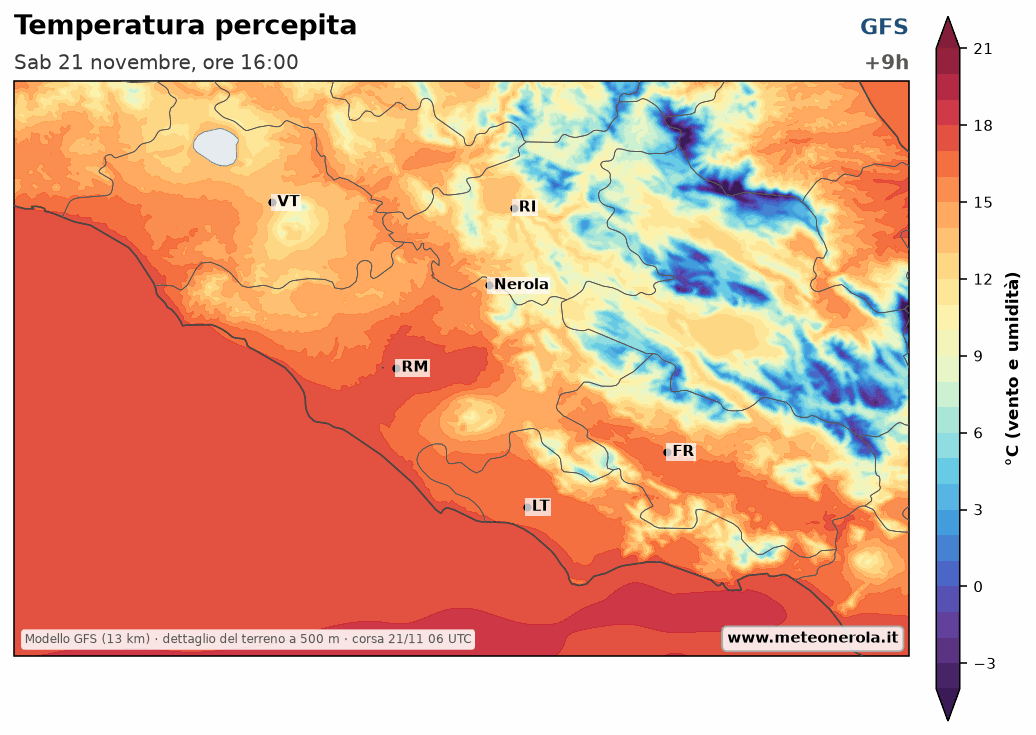 Temperatura percepita
GFS
Sab 21 novembre, ore 16:00
+9h
21
18
15
12
9
6
3
0
−3
°C (vento e umidità)
VT
RI
Nerola
RM
FR
LT
Modello GFS (13 km) · dettaglio del terreno a 500 m · corsa 21/11 06 UTC
www.meteonerola.it